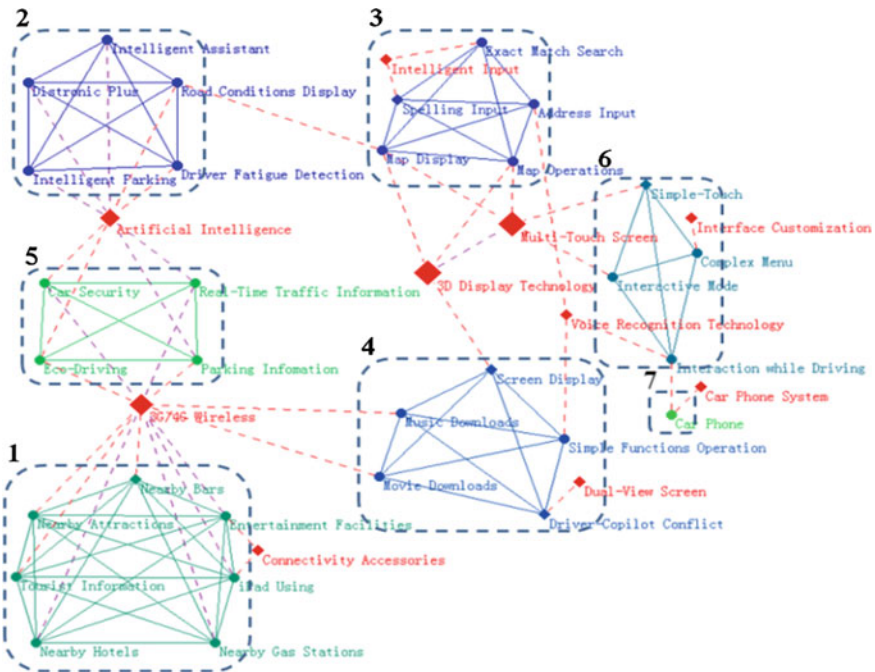 2
Intelligent Assistant
Distronic Plus
Road Conditions Display
Intelligent Parking
Driver Fatigue Detection
3
Exact Match Search
Intelligent Input
Spelling Input
Address Input
Map Display
Map Operations
6
Simple-Touch
Artificial Intelligence
Multi-Touch Screen
Interface Customization
Complex Menu
5
Car Security
Real-Time Traffic Information
3D Display Technology
Interactive Mode
Voice Recognition Technology
Eco-Driving
Parking Infomation
4
Screen Display
Interaction while Driving
7
Car Phone System
3G/4G Wireless
Music Downloads
Car Phone
Simple Functions Operation
1
Nearby Bars
Movie Downloads
Dual-View Screen
Nearby Attractions
Entertainment Facilities
Driver-Copilot Conflict
Connectivity Accessories
Tourist Information
iPad Using
Nearby Hotels
Nearby Gas Stations